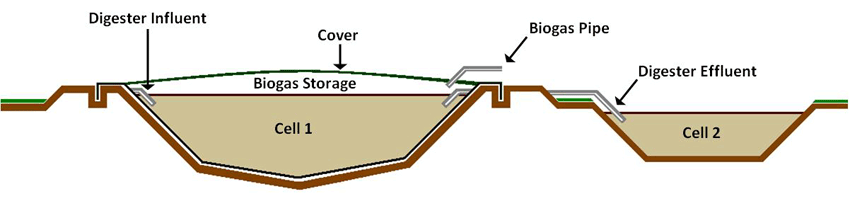 Digester Influent
Cover
Biogas Pipe
Digester Effluent
Biogas Storage
Cell 1
Cell 2